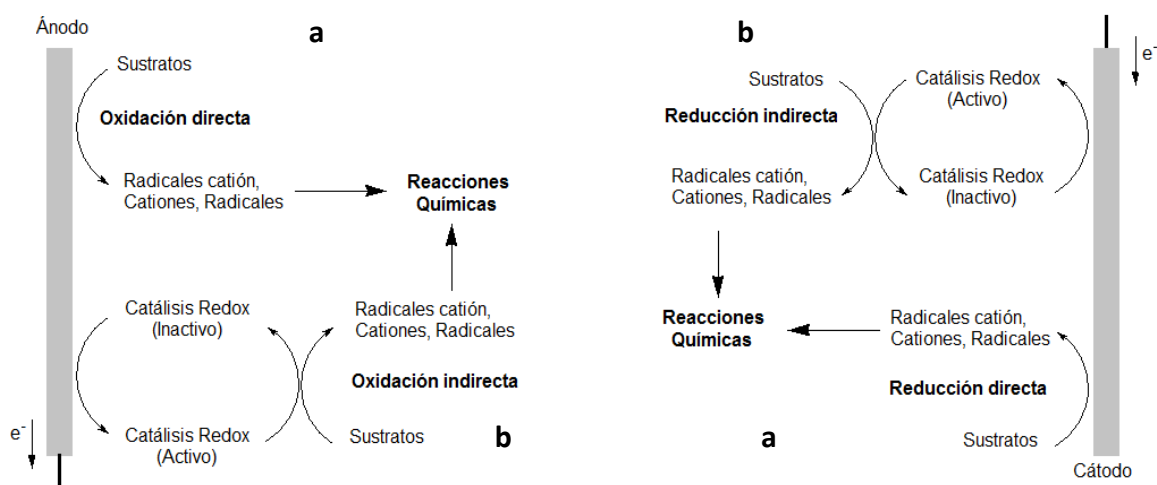 Ánodo
a
Sustratos
Oxidación directa
Radicales catión,
Cationes, Radicales
Reacciones
Químicas
Catálisis Redox
(Inactivo)
Radicales catión,
Cationes, Radicales
Oxidación indirecta
Catálisis Redox
(Activo)
Sustratos
b
e-
b
e-
Sustratos
Catálisis Redox
(Activo)
Reducción indirecta
Radicales catión,
Cationes, Radicales
Catálisis Redox
(Inactivo)
Reacciones
Químicas
Radicales catión,
Cationes, Radicales
Reducción directa
a
Sustratos
Cátodo